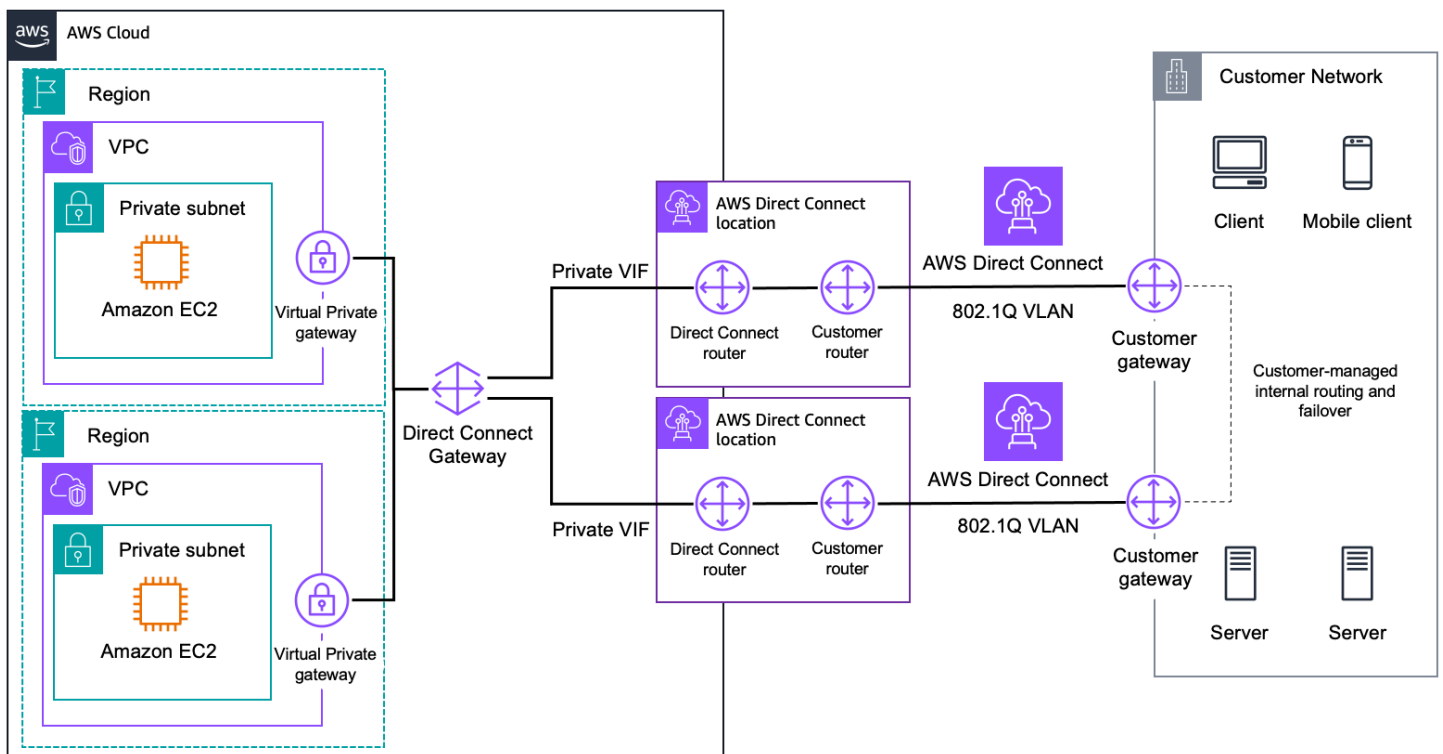 aws
AWS Cloud
Region
VPC
Private subnet
Amazon EC2
Virtual Private
gateway
Region
VPC
Private subnet
Amazon EC2
Virtual Private
gateway
Direct Connect
Gateway
Private VIF
Private VIF
AWS Direct Connect
location
Direct Connect
router
Customer
router
AWS Direct Connect
location
Direct Connect
router
Customer
router
AWS Direct Connect
802.1Q VLAN
AWS Direct Connect
802.1Q VLAN
Customer Network
Client
Mobile client
Customer
gateway
Customer-managed
internal routing and
failover
Customer
gateway
Server
Server